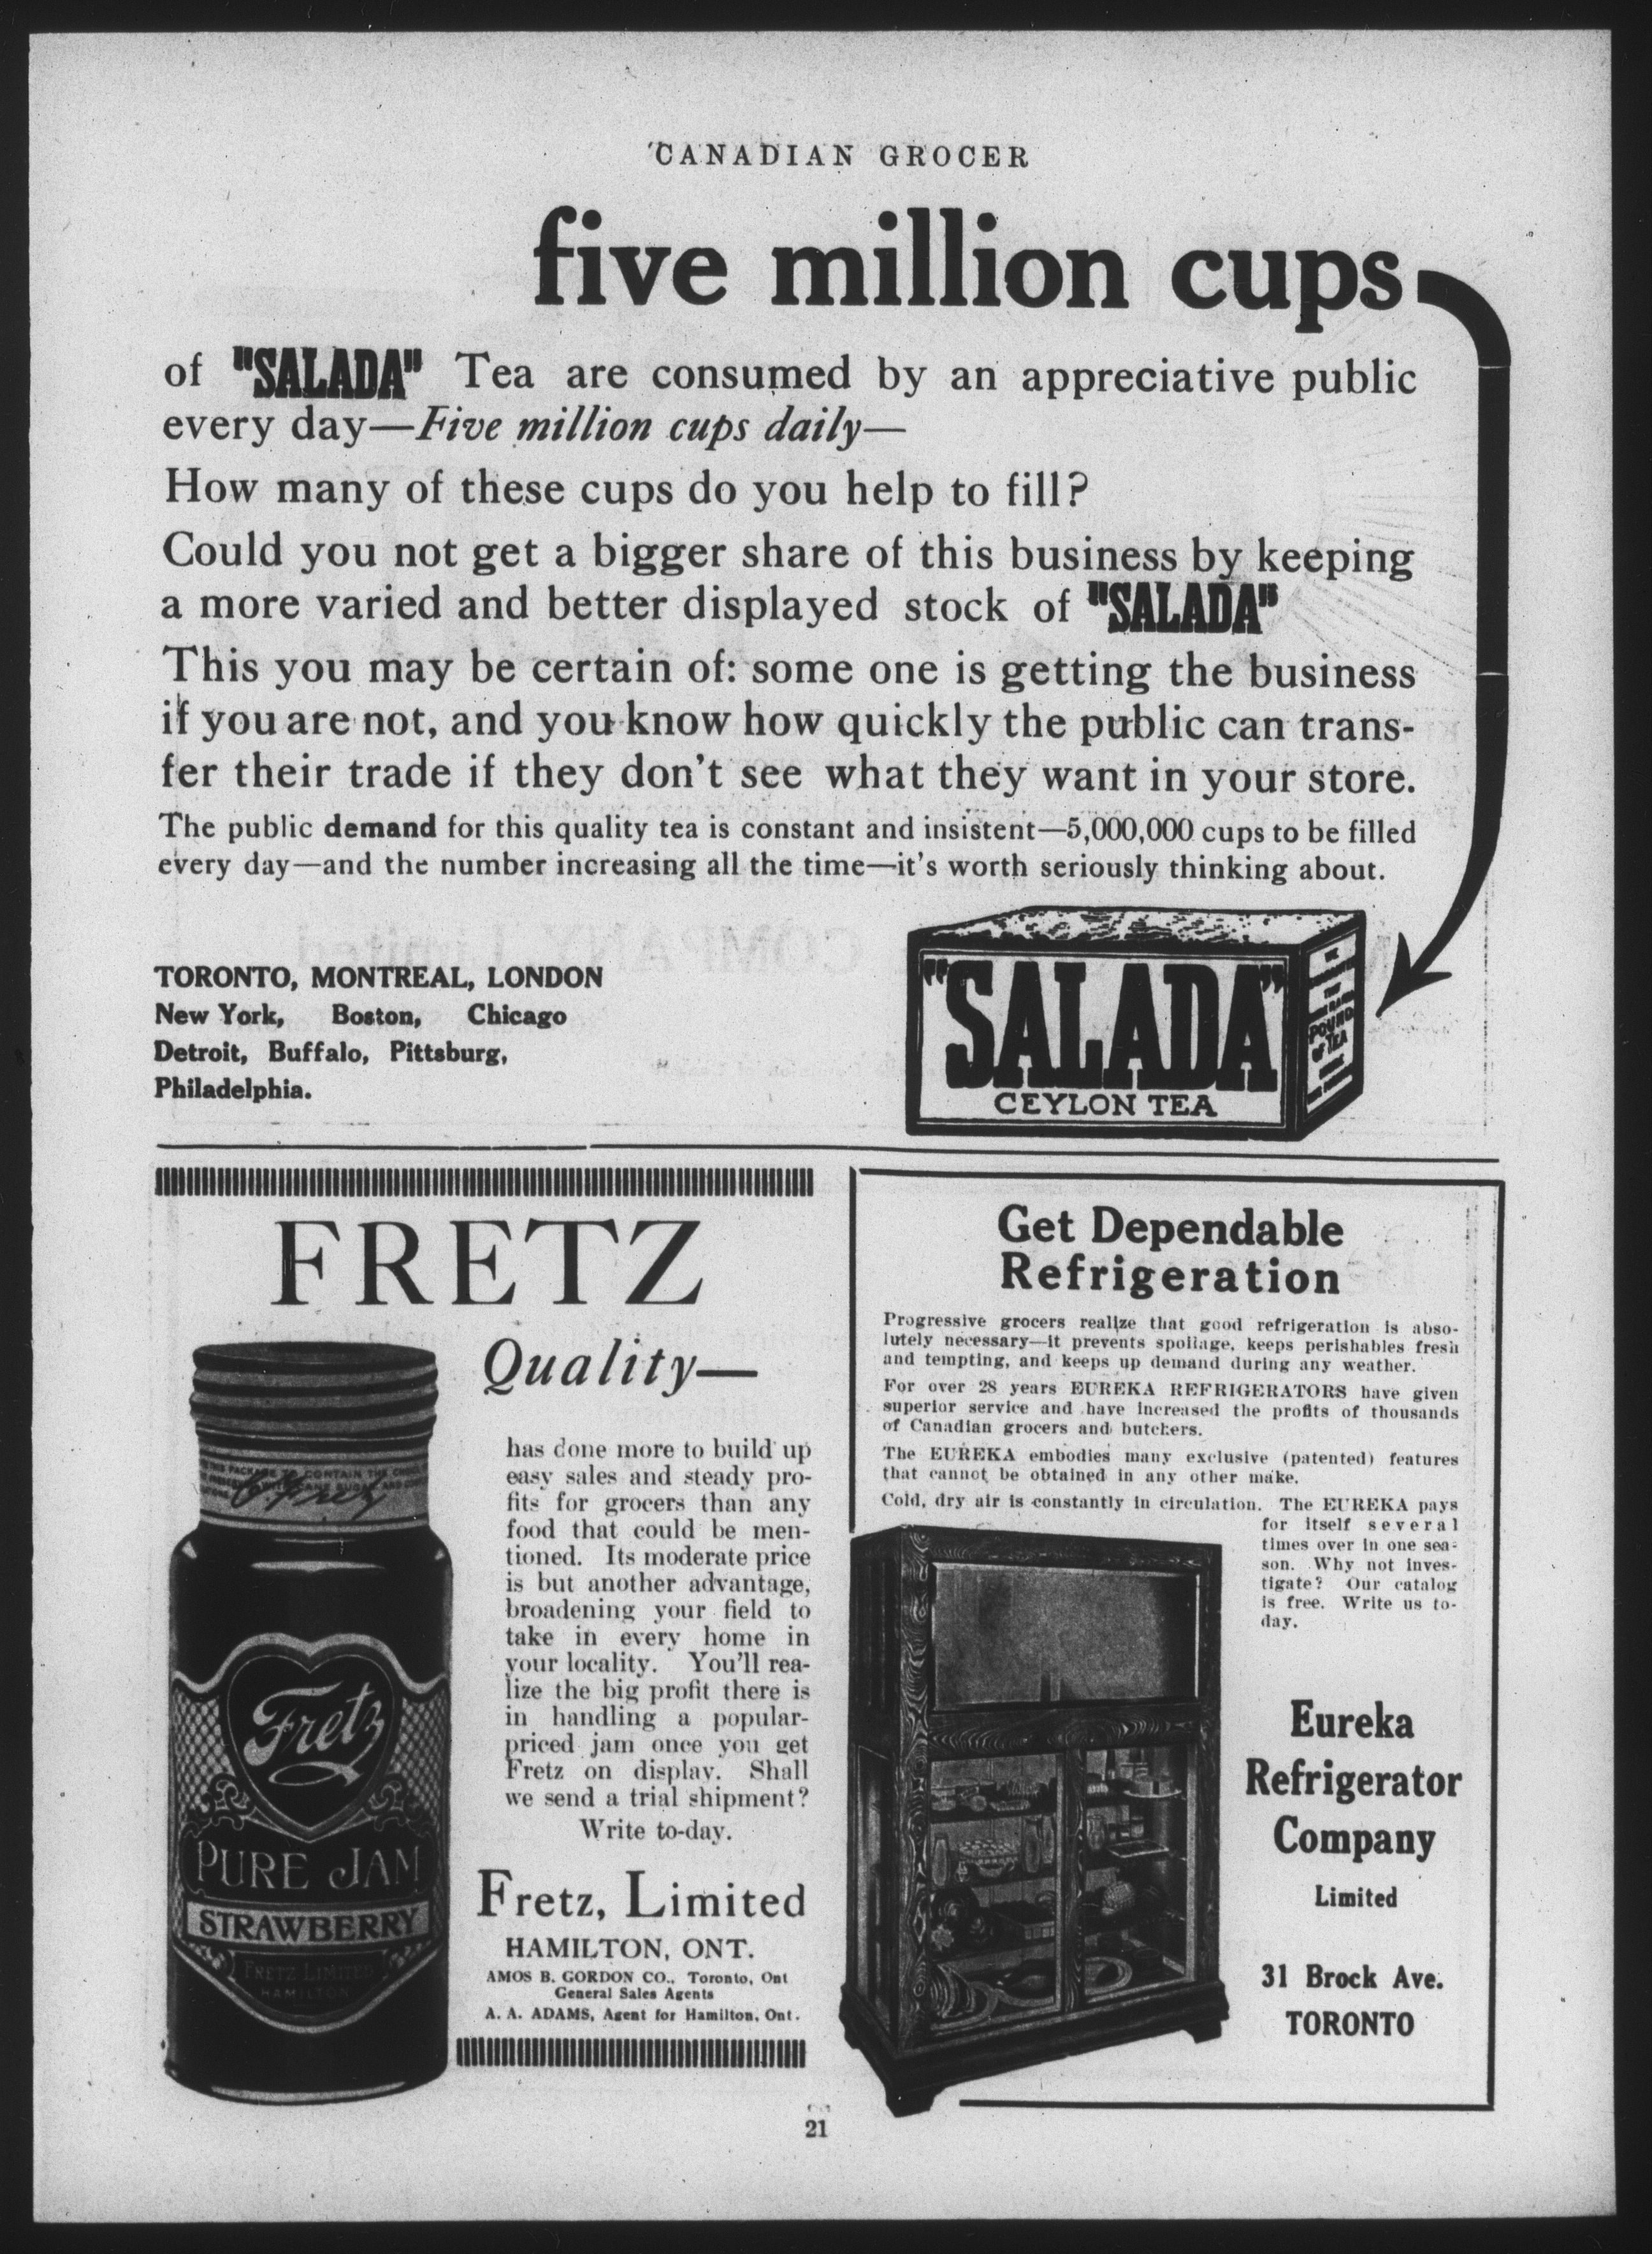 CANADIAN GROCER
five million cups
of "SALADA" Tea are consumed by an appreciative public
every day—Five million cups daily—
How many of these cups do you help to fill?
Could you not get a bigger share of this business by keeping
a more varied and better displayed stock of "SALADA"
This you may be certain of: some one is getting the business
if you are not, and you know how quickly the public can trans-
fer their trade if they don't see what they want in your store.
The public demand for this quality tea is constant and insistent—5,000,000 cups to be filled
every day—and the number increasing all the time—it's worth seriously thinking about.
TORONTO, MONTREAL, LONDON
New York, Boston, Chicago
Detroit, Buffalo, Pittsburg,
Philadelphia.
"SALADA"
CEYLON TEA
POUND
OF TEA
FRETZ
Quality—
has done more to build up
easy sales and steady pro-
fits for grocers than any
food that could be men-
tioned. Its moderate price
is but another advantage,
broadening your field to
take in every home in
your locality. You'll rea-
lize the big profit there is
in handling a popular-
priced jam once you get
Fretz on display. Shall
we send a trial shipment?
Write to-day.
Fretz, Limited
HAMILTON, ONT.
AMOS B. GORDON CO., Toronto, Ont
General Sales Agents
A. A. ADAMS, Agent for Hamilton, Ont.
C. Fretz
Fretz
PURE JAM
STRAWBERRY
FRETZ LIMITED
HAMILTON
Get Dependable
Refrigeration
Progressive grocers realize that good refrigeration is abso-
lutely necessary—it prevents spoilage, keeps perishables fresh
and tempting, and keeps up demand during any weather.
For over 28 years EUREKA REFRIGERATORS have given
superior service and have increased the profits of thousands
of Canadian grocers and butchers.
The EUREKA embodies many exclusive (patented) features
that cannot be obtained in any other make.
Cold, dry air is constantly in circulation. The EUREKA pays
for itself several
times over in one sea-
son. Why not inves-
tigate? Our catalog
is free. Write us to-
day.
Eureka
Refrigerator
Company
Limited
31 Brock Ave.
TORONTO
21